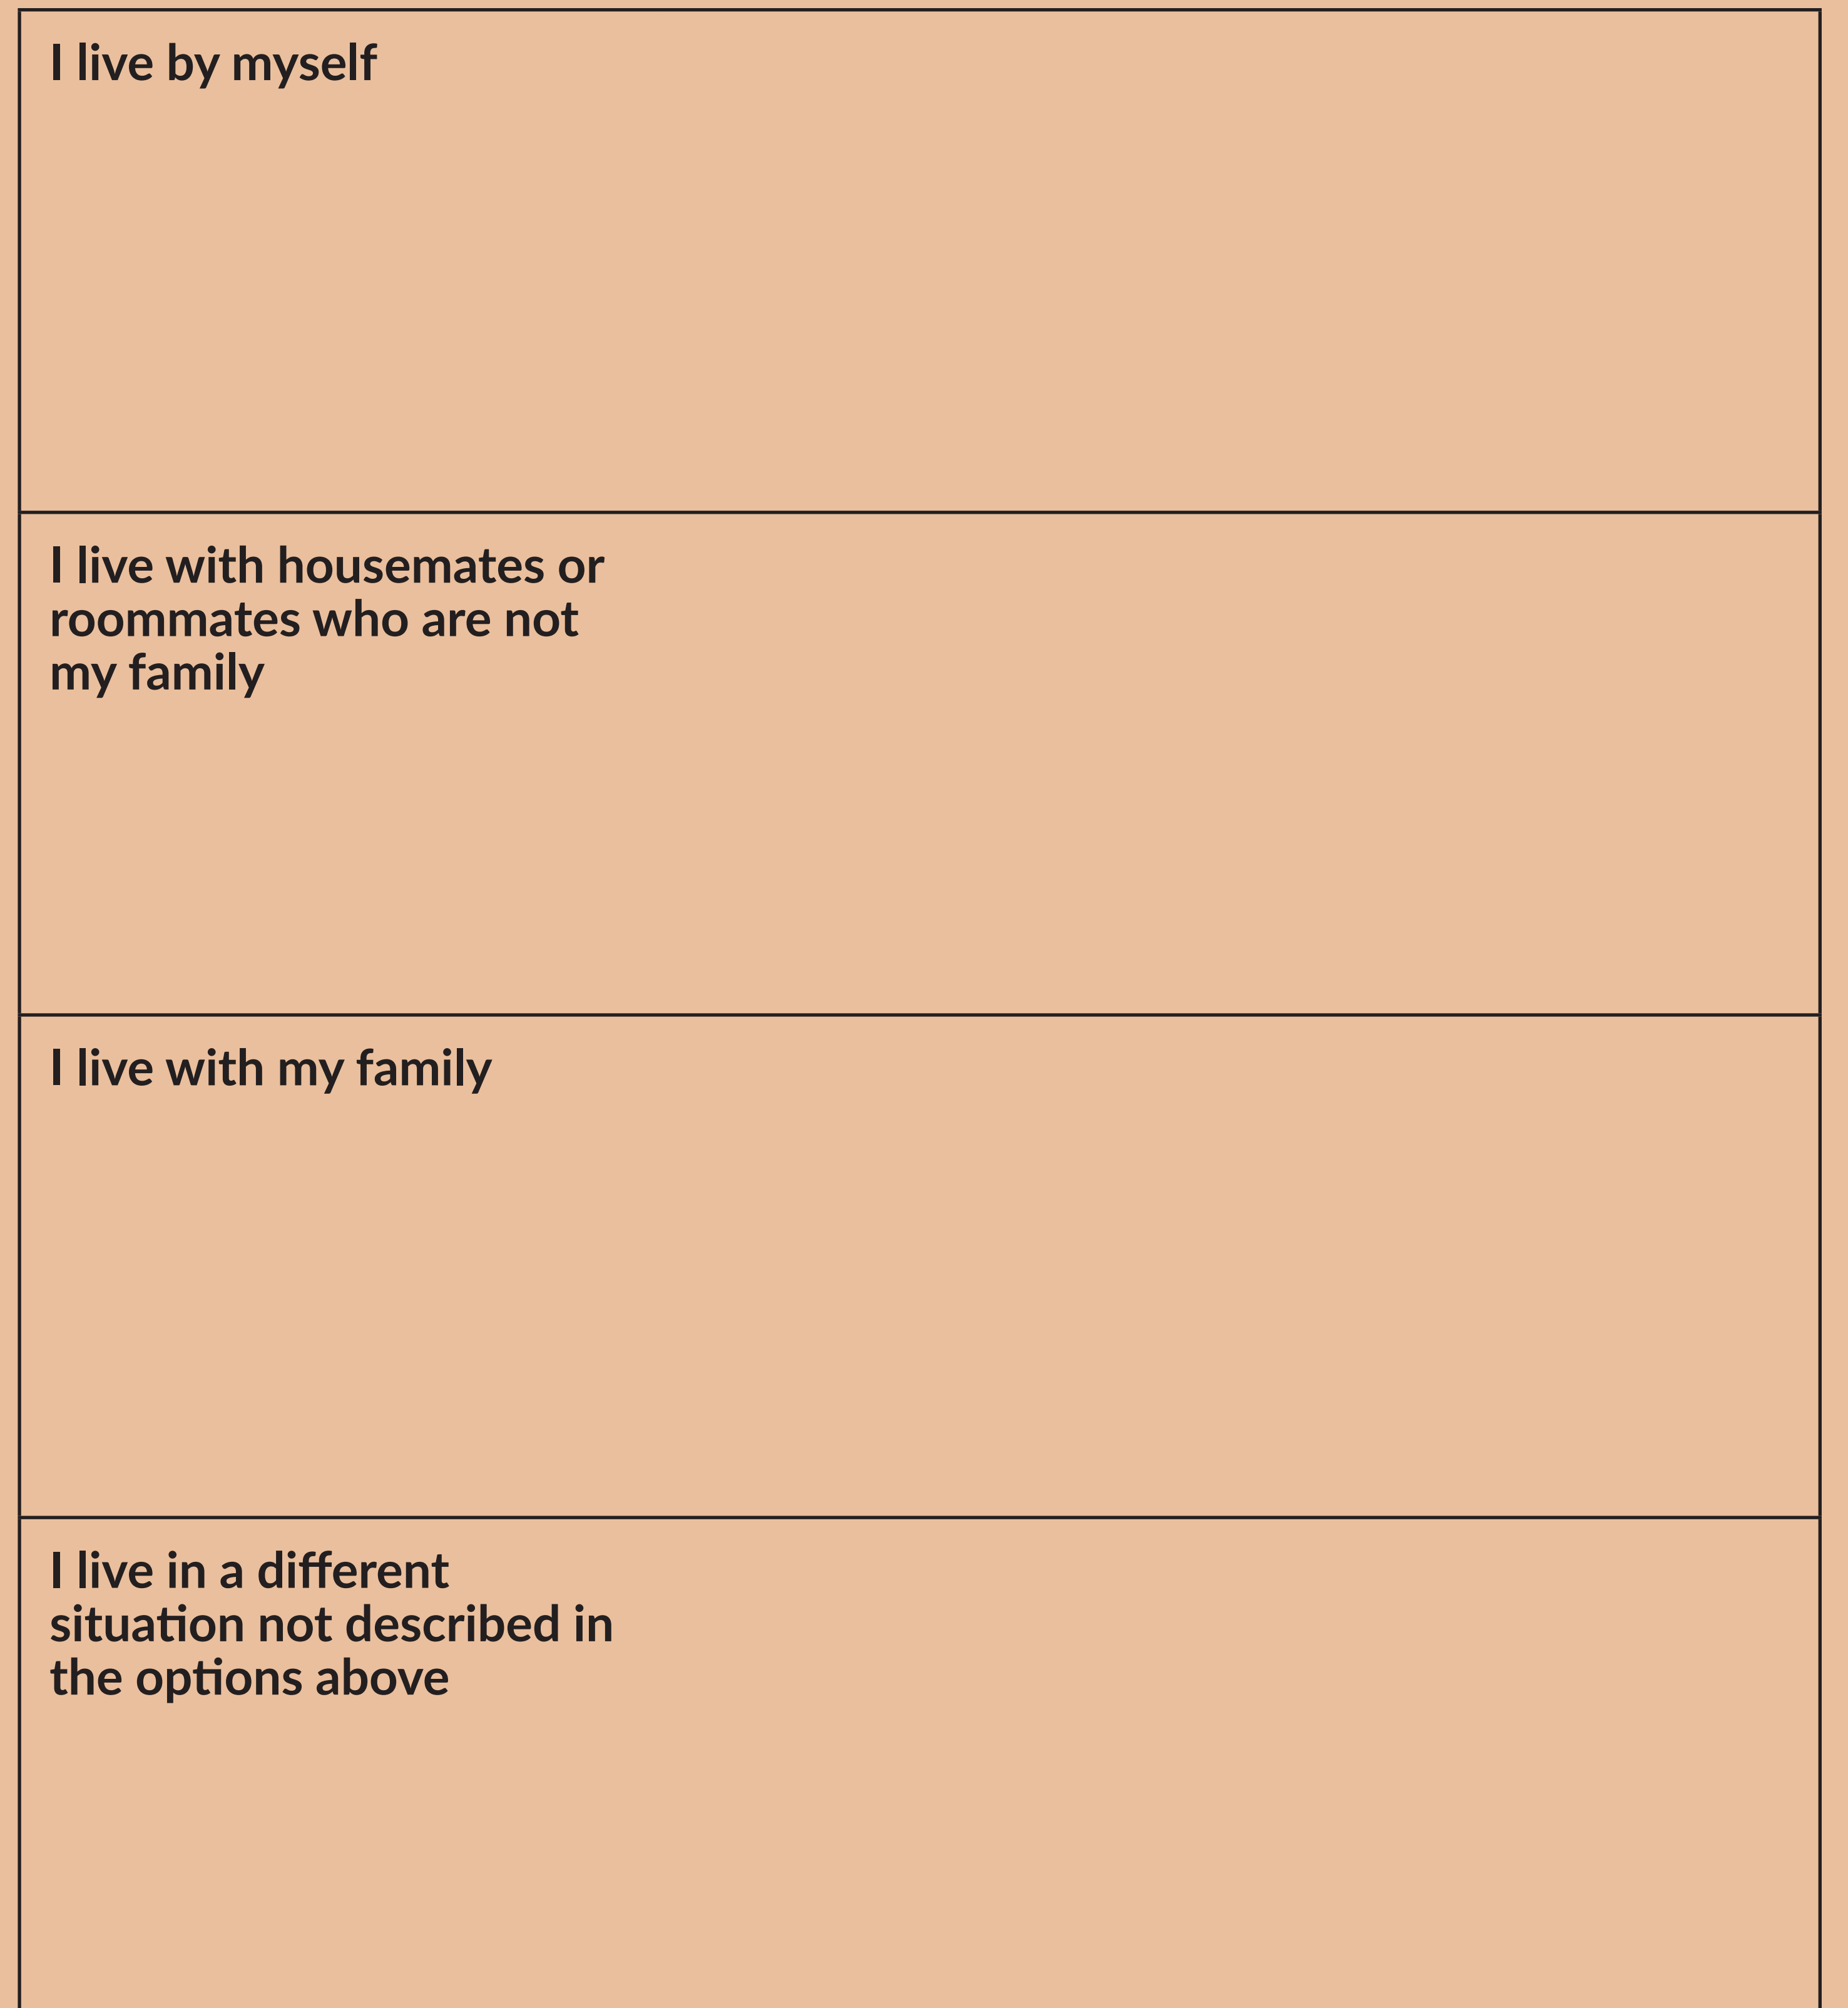 I live by myself
I live with housemates or
roommates who are not
my family
I live with my family
I live in a different
situation not described in
the options above